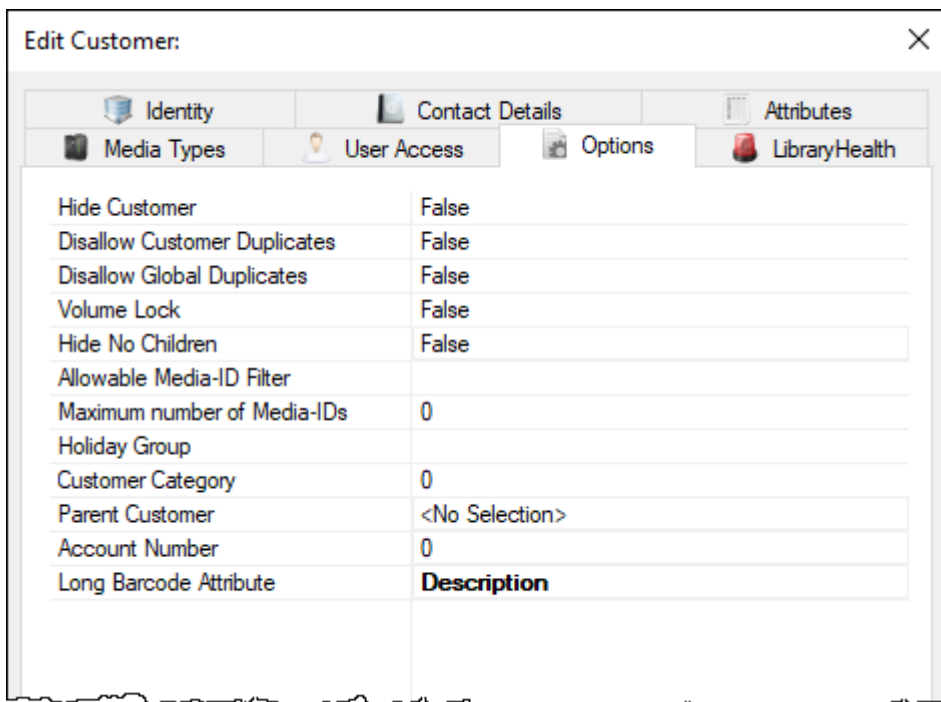 Edit Customer:
Identity Contact Details Attributes
Media Types User Access Options LibraryHealth
Hide Customer False
Disallow Customer Duplicates False
Disallow Global Duplicates False
Volume Lock False
Hide No Children False
Allowable Media-ID Filter
Maximum number of Media-IDs 0
Holiday Group
Customer Category 0
Parent Customer <No Selection>
Account Number 0
Long Barcode Attribute Description